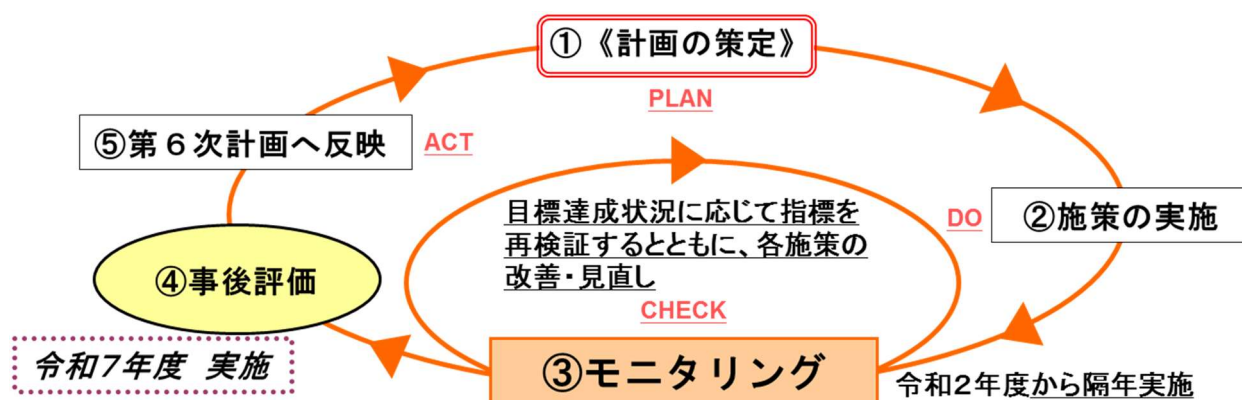 ①《計画の策定》
PLAN
⑤第６次計画へ反映
ACT
目標達成状況に応じて指標を
再検証するとともに、各施策の
改善・見直し
CHECK
DO
②施策の実施
④事後評価
令和７年度 実施
③モニタリング
令和２年度から隔年実施